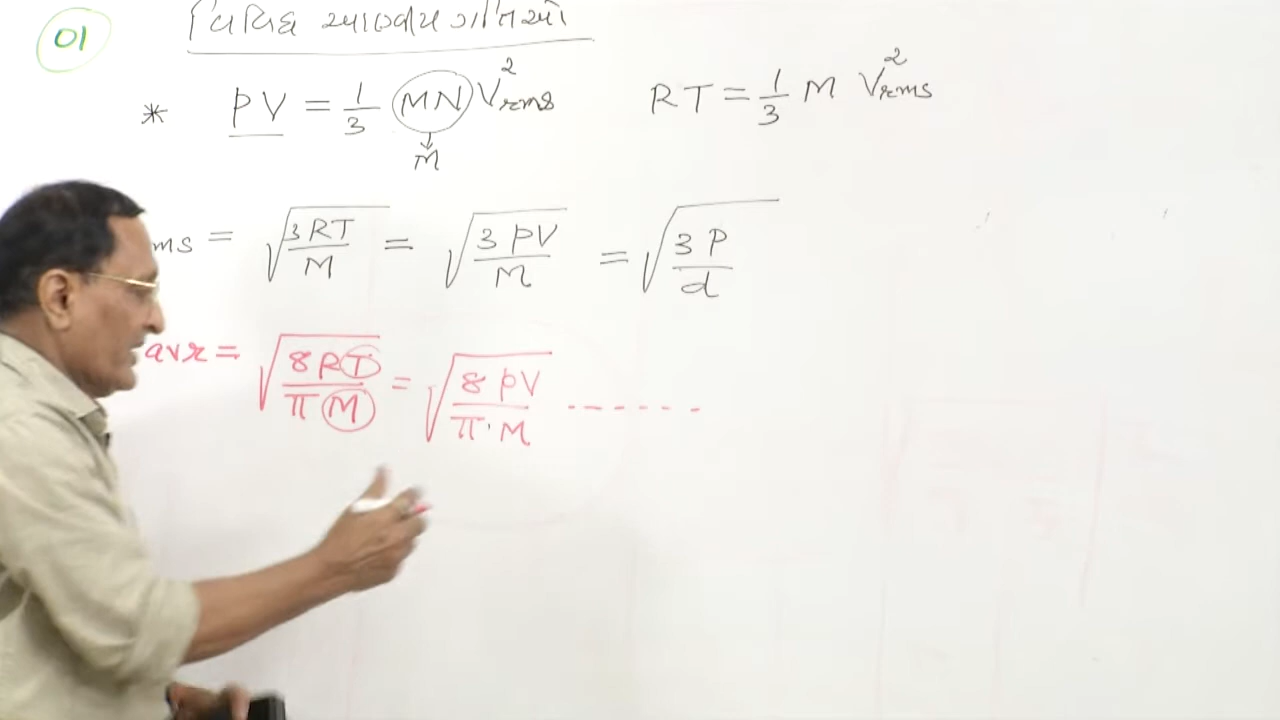 01
વિવિધ આણ્વીય ગતિઓ
* PV = 1/3 MN V²rms
RT = 1/3 M V²rms
↓
M
ms = √(3RT/M) = √(3PV/M) = √(3P/d)
avr = √(8RT/πM) = √(8PV/π·M) -------